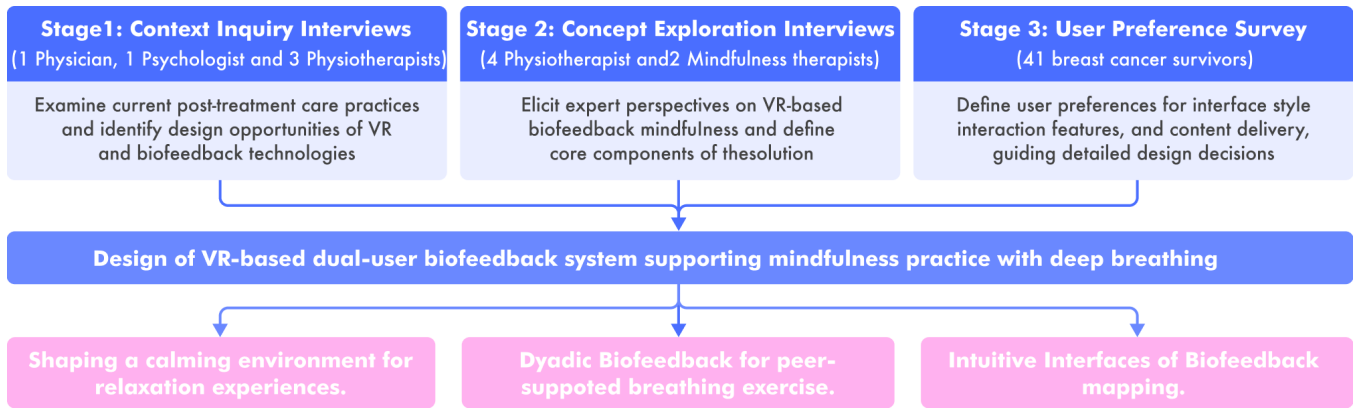 Stage1: Context Inquiry Interviews
(1 Physician, 1 Psychologist and 3 Physiotherapists)
Examine current post-treatment care practices
and identify design opportunities of VR
and biofeedback technologies
Stage 2: Concept Exploration Interviews
(4 Physiotherapist and2 Mindfulness therapists)
Elicit expert perspectives on VR-based
biofeedback mindfulness and define
core components of thesolution
Stage 3: User Preference Survey
(41 breast cancer survivors)
Define user preferences for interface style
interaction features, and content delivery,
guiding detailed design decisions
Design of VR-based dual-user biofeedback system supporting mindfulness practice with deep breathing
Shaping a calming environment for
relaxation experiences.
Dyadic Biofeedback for peer-
suppoted breathing exercise.
Intuitive Interfaces of Biofeedback
mapping.